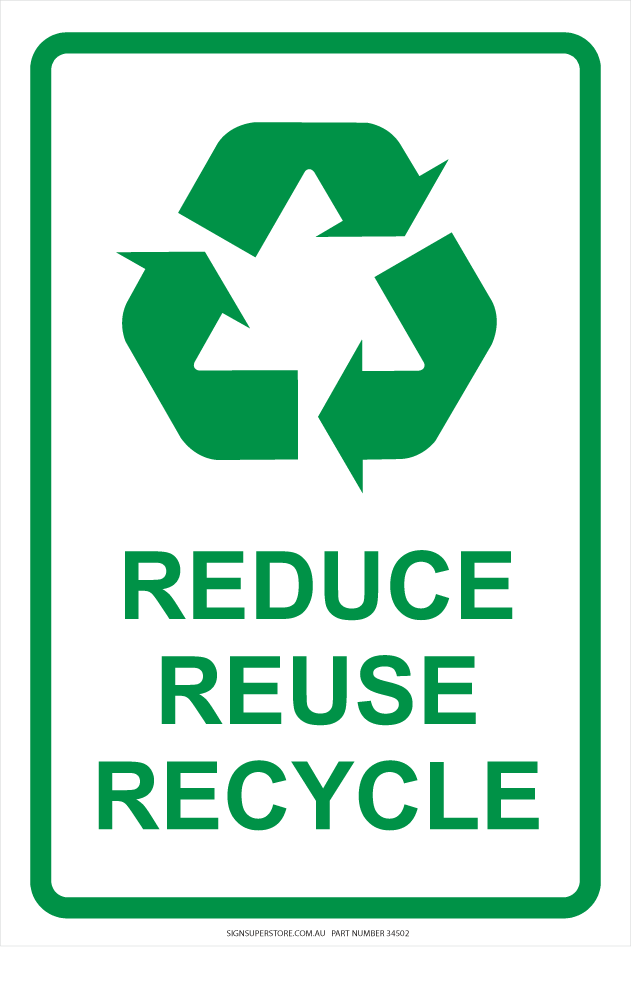 REDUCE
REUSE
RECYCLE
SIGNSUPERSTORE.COM.AU PART NUMBER 34502